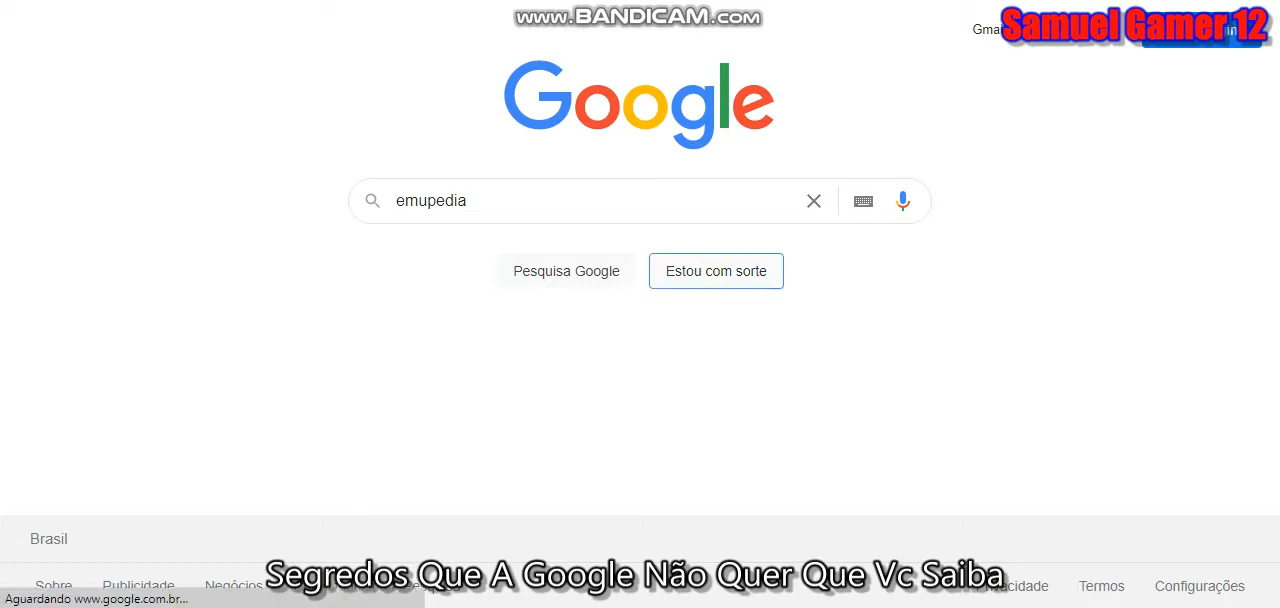 www.BANDICAM.com
Samuel Gamer 12
Google
emupedia
Pesquisa Google
Estou com sorte
Brasil
Sobre Publicidade Negócios Termos Configurações
Segredos Que A Google Não Quer Que Vc Saiba
Aguardando www.google.com.br...